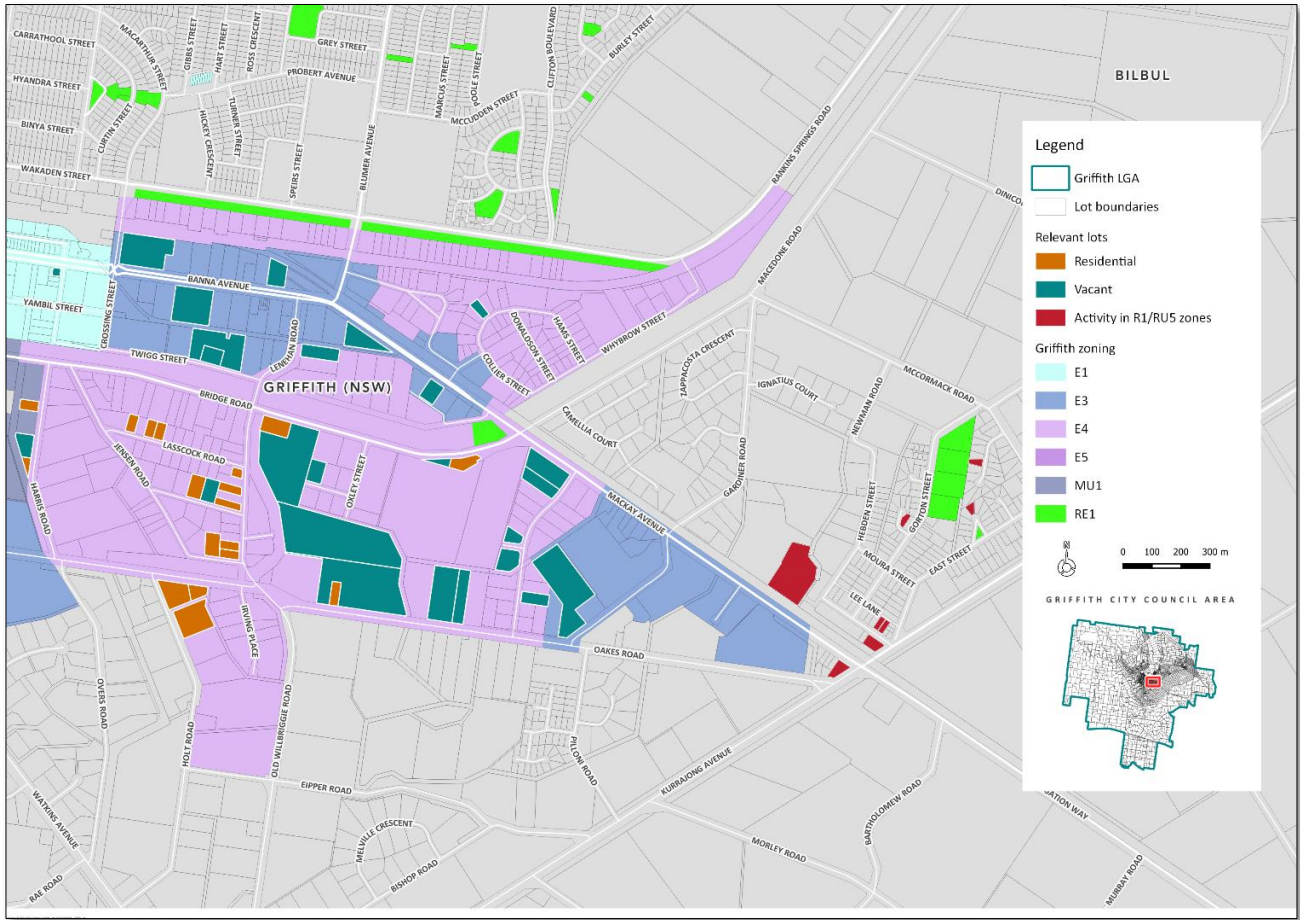 CARRATHOOL STREET
MACARTHUR STREET
GIBBS STREET
HART STREET
ROSS CRESCENT
GREY STREET
CLIFTON BOULEVARD
BURLEY STREET
BILBUL
HYANDRA STREET
PROBERT AVENUE
MARCUS STREET
POOLE STREET
BINYA STREET
CURTIN STREET
HICKEY CRESCENT
TURNER STREET
MCCUDDEN STREET
RANKINS SPRINGS ROAD
WAKADEN STREET
SPEIRS STREET
BLUMER AVENUE
DINICO
MACEDONE ROAD
BANNA AVENUE
YAMBIL STREET
CROSSING STREET
TWIGG STREET
LENEHAN ROAD
DONALDSON STREET
HAMS STREET
WHYBROW STREET
COLLIER STREET
GRIFFITH (NSW)
BRIDGE ROAD
ZAPPACOSTA CRESCENT
IGNATIUS COURT
NEWMAN ROAD
MCCORMACK ROAD
CAMELLIA COURT
GARDINER ROAD
JENSEN ROAD
LASSCOCK ROAD
OXLEY STREET
HARRIS ROAD
MACKAY AVENUE
HEBDEN STREET
GORTON STREET
MOURA STREET
EAST STREET
LEE LANE
IRVING PLACE
OAKES ROAD
OVERS ROAD
HOLT ROAD
OLD WILLBRIGGIE ROAD
PILLONI ROAD
KURRAJONG AVENUE
EIPPER ROAD
BARTHOLOMEW ROAD
WATKINS AVENUE
MELVILLE CRESCENT
BISHOP ROAD
MORLEY ROAD
RAE ROAD
GATION WAY
MURRAY ROAD
Legend
Griffith LGA
Lot boundaries
Relevant lots
Residential
Vacant
Activity in R1/RU5 zones
Griffith zoning
E1
E3
E4
E5
MU1
RE1
N
0 100 200 300 m
GRIFFITH CITY COUNCIL AREA